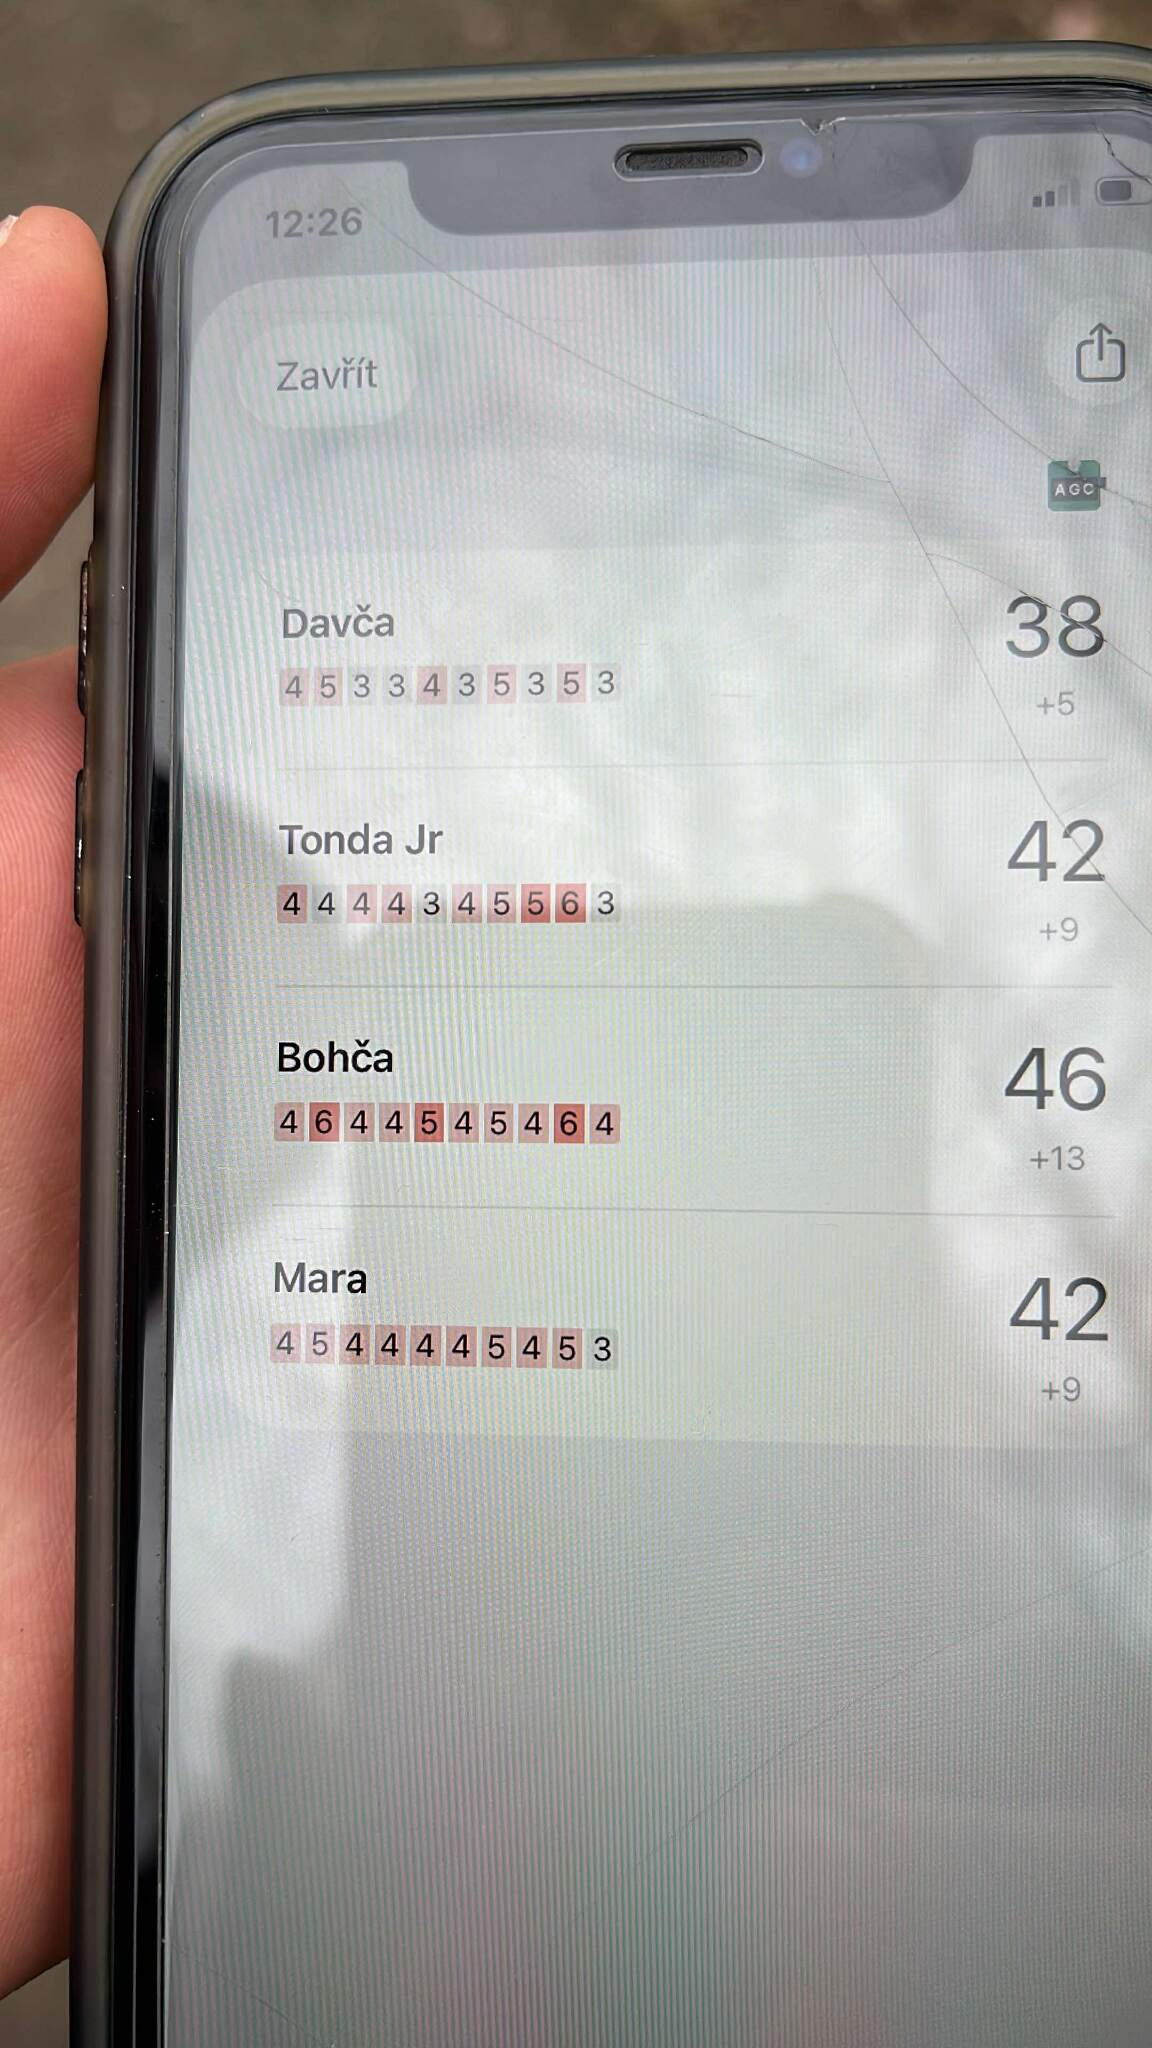 12:26
Zavřít
AGC
Davča
38
4 5 3 3 4 3 5 3 5 3
+5
Tonda Jr
42
4 4 4 4 3 4 5 5 6 3
+9
Bohča
46
4 6 4 4 5 4 5 4 6 4
+13
Mara
42
4 5 4 4 4 4 5 4 5 3
+9